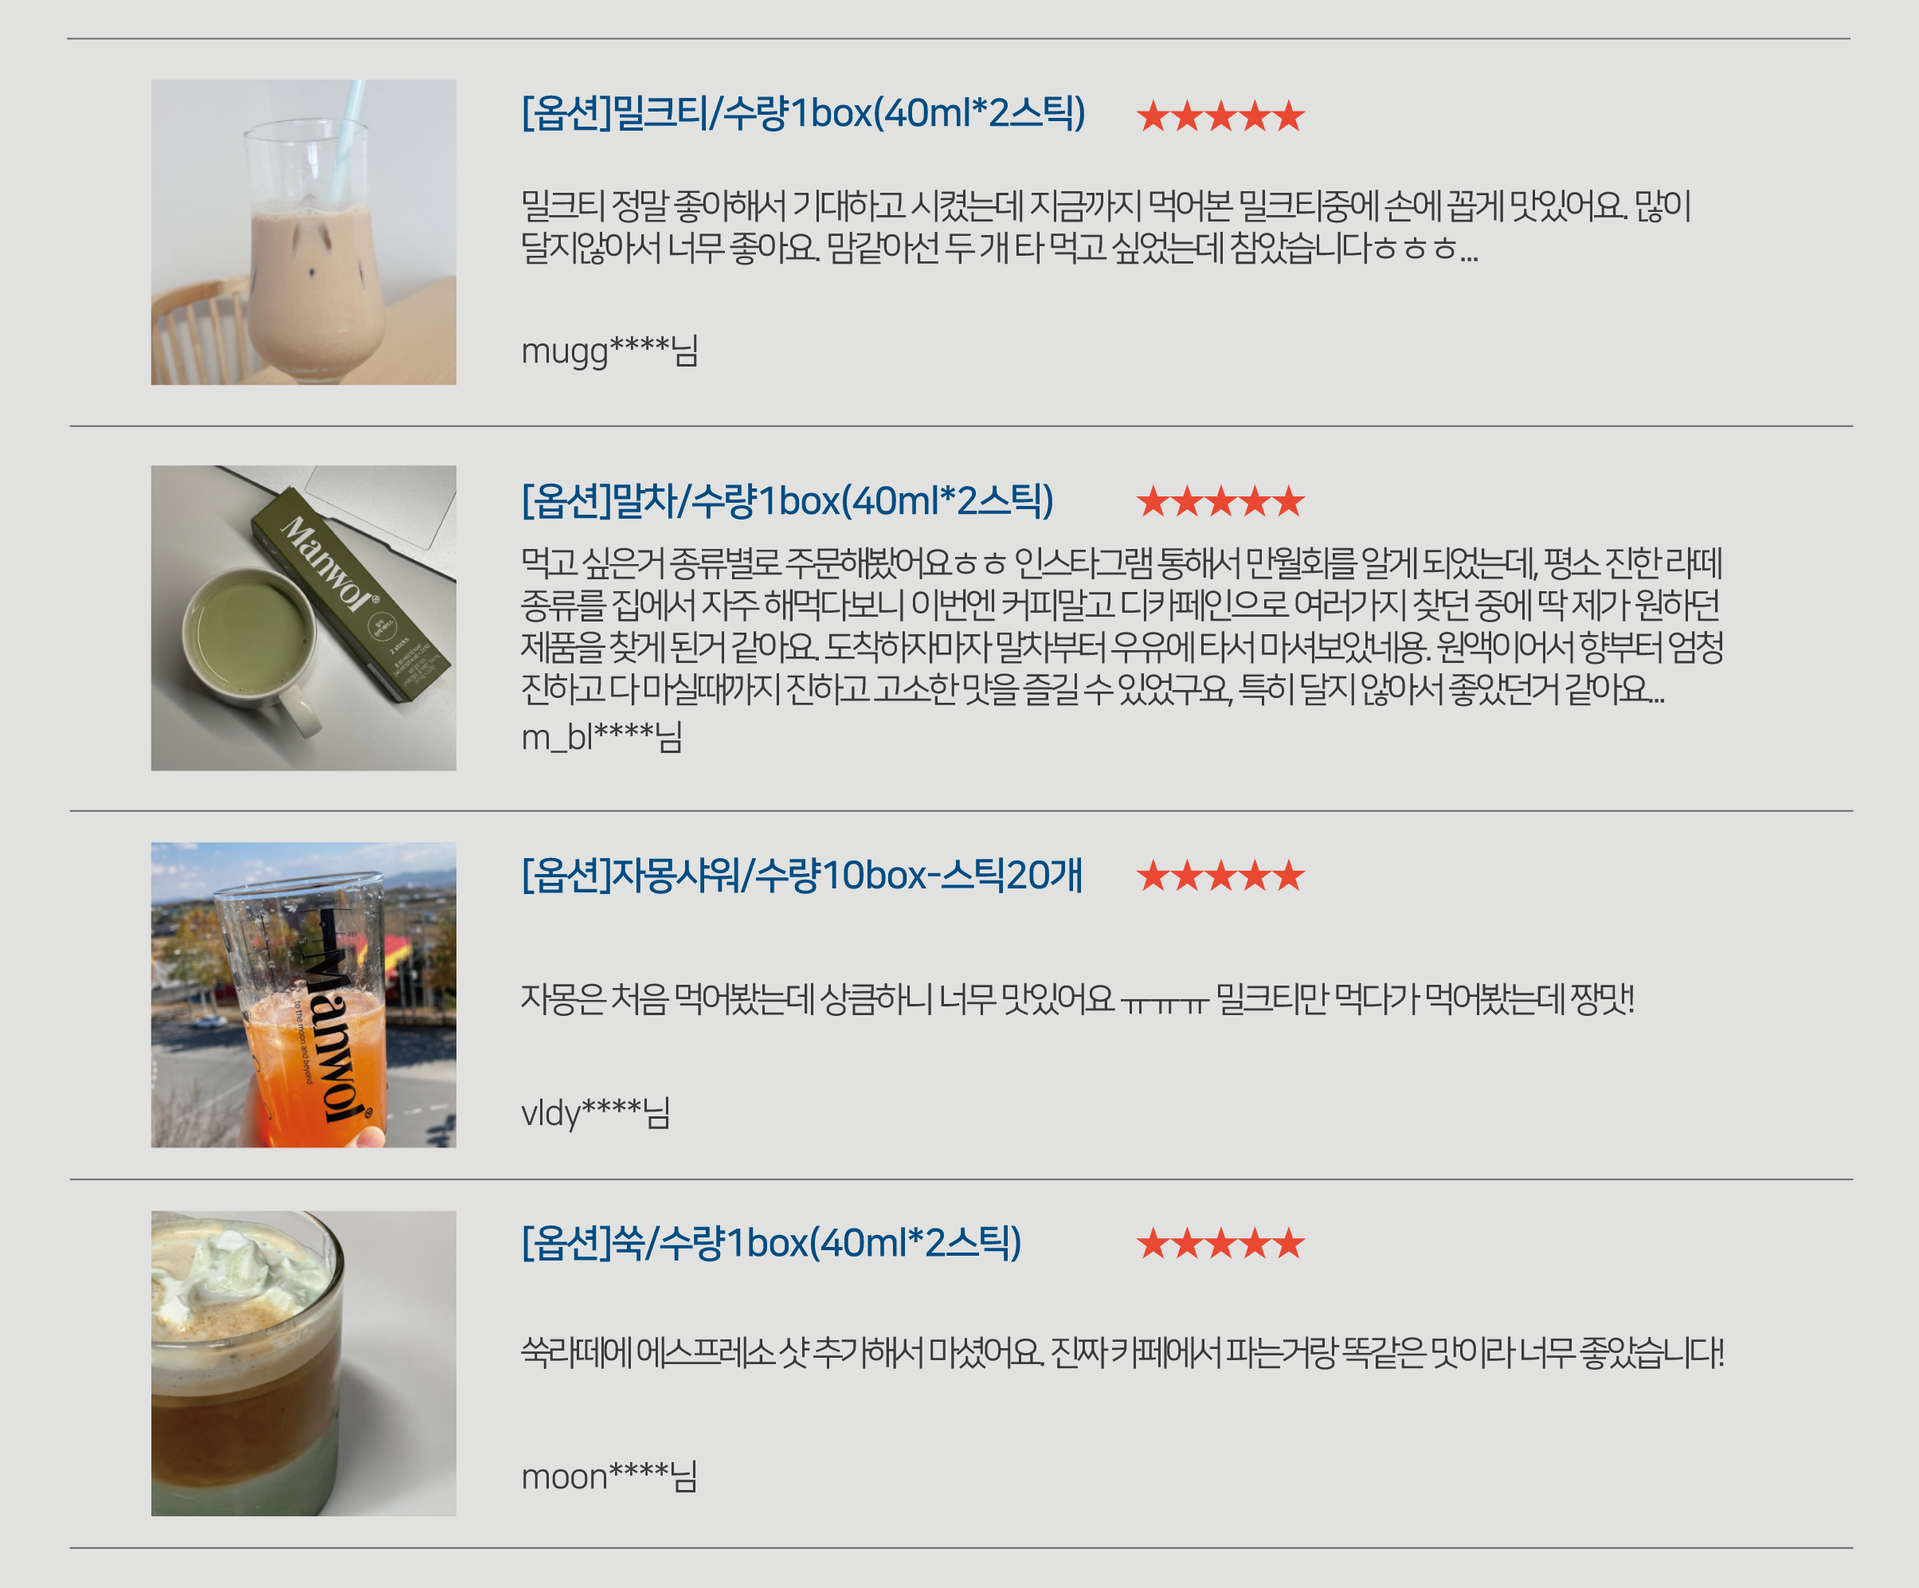 [옵션]밀크티/수량1box(40ml*2스틱) ★★★★★
밀크티 정말 좋아해서 기대하고 시켰는데 지금까지 먹어본 밀크티중에 손에 꼽게 맛있어요. 많이
달지않아서 너무 좋아요. 맘같아선 두 개 타 먹고 싶었는데 참았습니다ㅎㅎㅎ...
mugg****님
[옵션]말차/수량1box(40ml*2스틱) ★★★★★
먹고 싶은거 종류별로 주문해봤어요ㅎㅎ 인스타그램 통해서 만월회를 알게 되었는데, 평소 진한 라떼
종류를 집에서 자주 해먹다보니 이번엔 커피말고 디카페인으로 여러가지 찾던 중에 딱 제가 원하던
제품을 찾게 된거 같아요. 도착하자마자 말차부터 우유에 타서 마셔보았네용. 원액이어서 향부터 엄청
진하고 다 마실때까지 진하고 고소한 맛을 즐길 수 있었구요, 특히 달지 않아서 좋았던거 같아요...
m_bl****님
Manwol®
2 sticks
[옵션]자몽샤워/수량10box-스틱20개 ★★★★★
자몽은 처음 먹어봤는데 상큼하니 너무 맛있어요 ㅠㅠㅠ 밀크티만 먹다가 먹어봤는데 짱맛!
vldy****님
Manwol®
to the moon and beyond
[옵션]쑥/수량1box(40ml*2스틱) ★★★★★
쑥라떼에 에스프레소 샷 추가해서 마셨어요. 진짜 카페에서 파는거랑 똑같은 맛이라 너무 좋았습니다!
moon****님